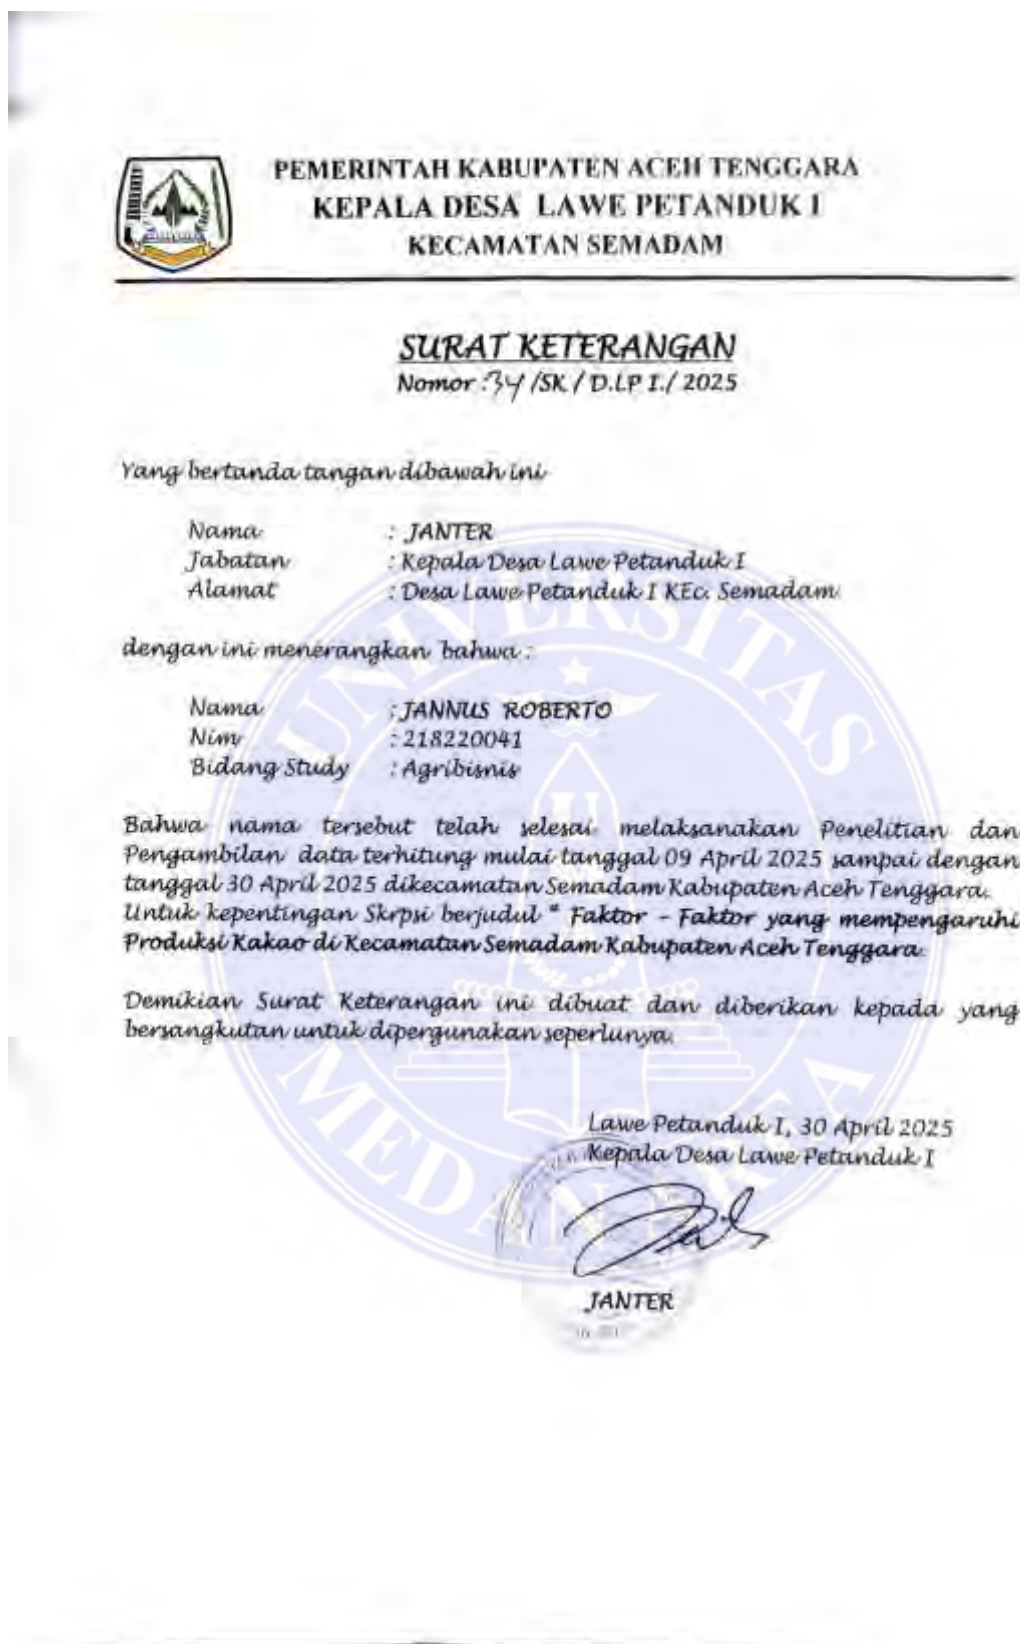 PEMERINTAH KABUPATEN ACEH TENGGARA
KEPALA DESA LAWE PETANDUK I
KECAMATAN SEMADAM
SURAT KETERANGAN
Nomor : 34 /SK / D.LP I./ 2025
Yang bertanda tangan dibawah ini
Nama : JANTER
Jabatan : Kepala Desa Lawe Petanduk I
Alamat : Desa Lawe Petanduk I KEc. Semadam
dengan ini menerangkan bahwa :
Nama : JANNUS ROBERTO
Nim : 218220041
Bidang Study : Agribisnis
Bahwa nama tersebut telah selesai melaksanakan Penelitian dan
Pengambilan data terhitung mulai tanggal 09 April 2025 sampai dengan
tanggal 30 April 2025 dikecamatan Semadam Kabupaten Aceh Tenggara.
Untuk kepentingan Skrpsi berjudul " Faktor - Faktor yang mempengaruhi
Produksi Kakao di Kecamatan Semadam Kabupaten Aceh Tenggara.
Demikian Surat Keterangan ini dibuat dan diberikan kepada yang
bersangkutan untuk dipergunakan seperlunya.
Lawe Petanduk I, 30 April 2025
Kepala Desa Lawe Petanduk I
JANTER
UNIVERSITAS
MEDAN AREA